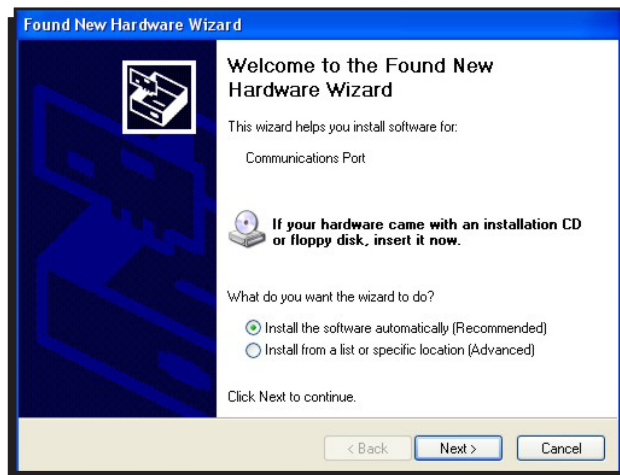 Found New Hardware Wizard
Welcome to the Found New
Hardware Wizard
This wizard helps you install software for:
Communications Port
If your hardware came with an installation CD
or floppy disk, insert it now.
What do you want the wizard to do?
Install the software automatically (Recommended)
Install from a list or specific location (Advanced)
Click Next to continue.
< Back
Next >
Cancel